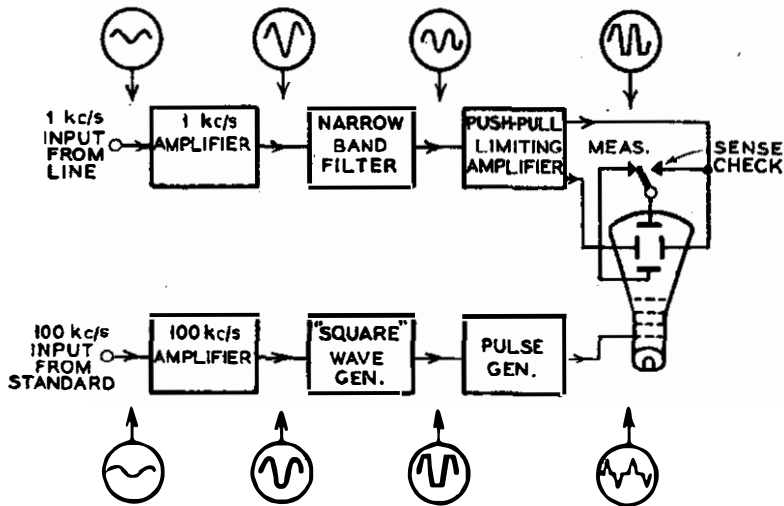 1 kc/s
INPUT
FROM
LINE
1 kc/s
AMPLIFIER
NARROW
BAND
FILTER
PUSH-PULL
LIMITING
AMPLIFIER
MEAS.
SENSE
CHECK
100 kc/s
INPUT
FROM
STANDARD
100 kc/s
AMPLIFIER
"SQUARE"
WAVE
GEN.
PULSE
GEN.